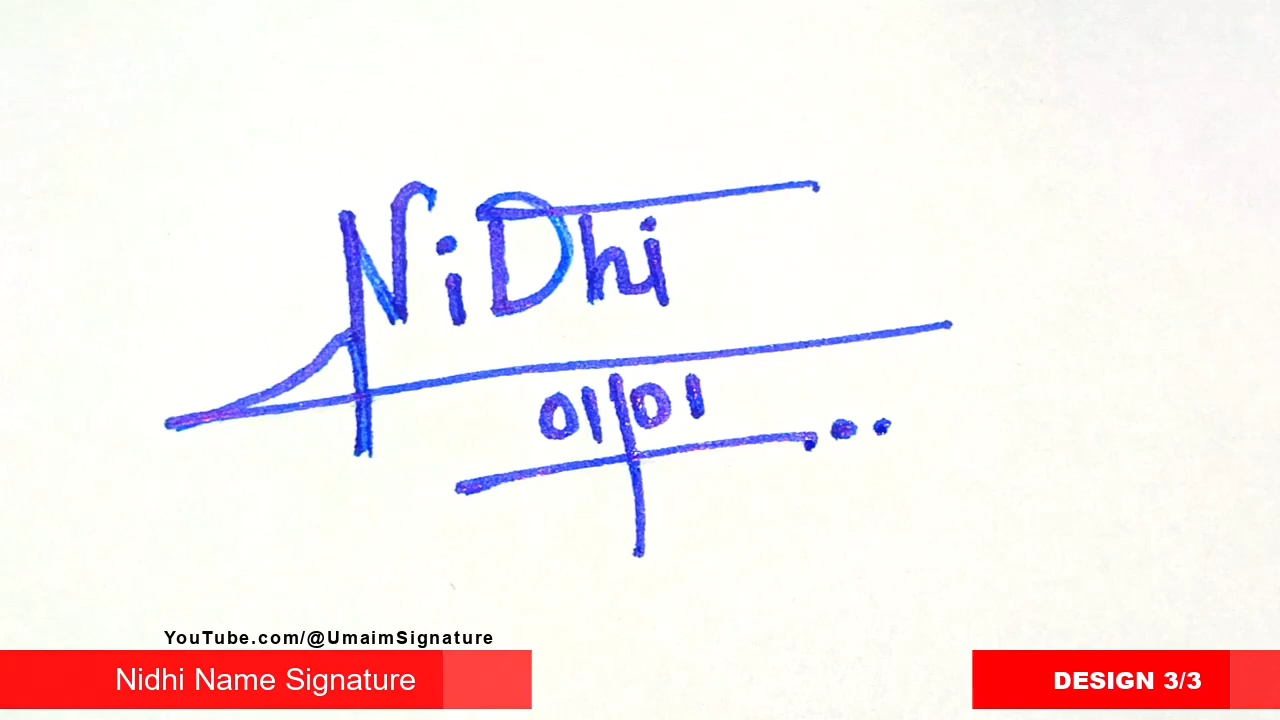 NiDhi
01/01
YouTube.com/@UmaimSignature
Nidhi Name Signature
DESIGN 3/3